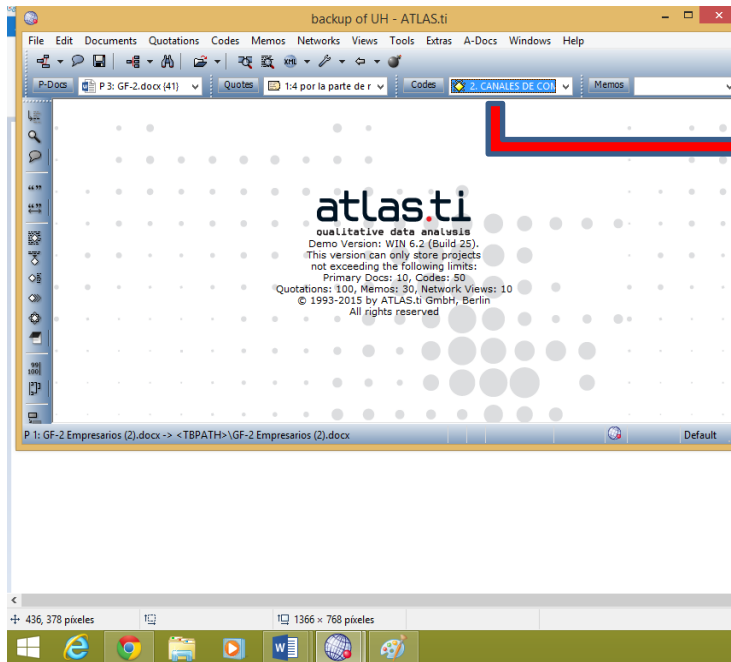 backup of UH - ATLAS.ti
File Edit Documents Quotations Codes Memos Networks Views Tools Extras A-Docs Windows Help
P-Docs P 3: GF-2.docx {41} Quotes 1:4 por la parte de r Codes 2. CANALES DE CON Memos
atlas.ti
qualitative data analysis
Demo Version: WIN 6.2 (Build 25).
This version can only store projects
not exceeding the following limits:
Primary Docs: 10, Codes: 50
Quotations: 100, Memos: 30, Network Views: 10
© 1993-2015 by ATLAS.ti GmbH, Berlin
All rights reserved
P 1: GF-2 Empresarios (2).docx -> <TBPATH>\GF-2 Empresarios (2).docx Default
436, 378 píxeles 1366 × 768 píxeles